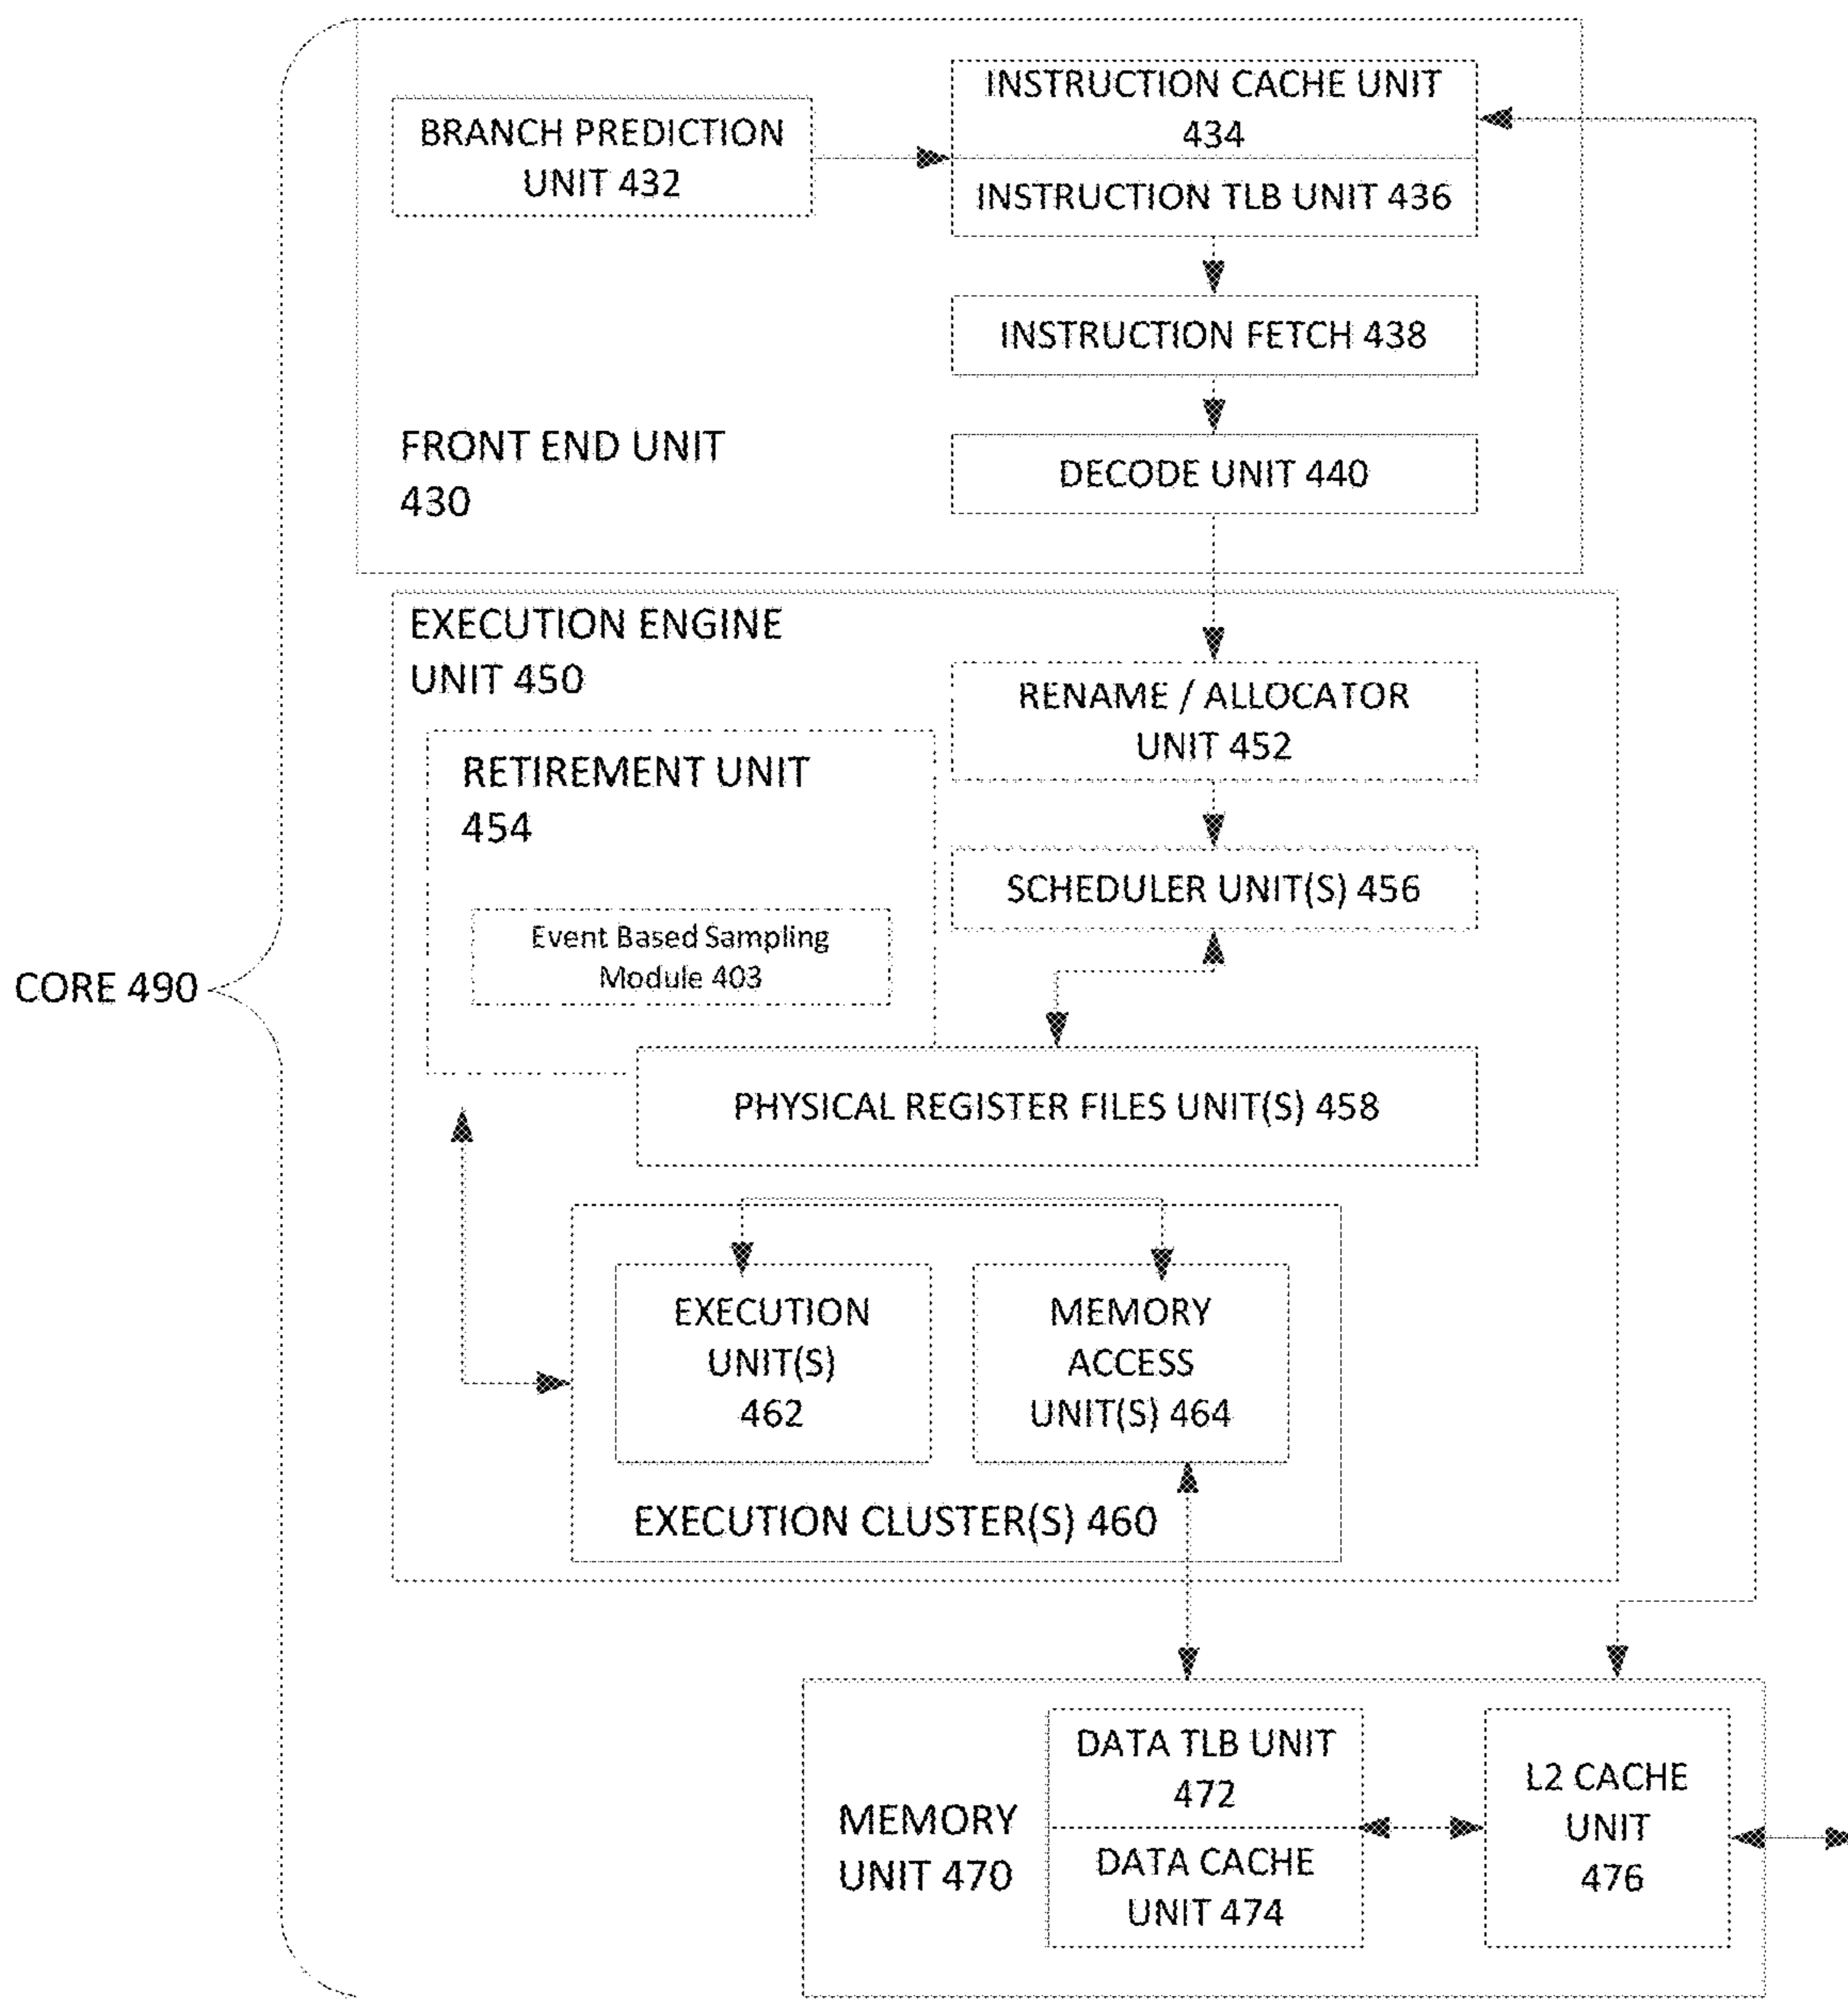 INSTRUCTION CACHE UNIT
434
BRANCH PREDICTION
UNIT 432
INSTRUCTION TLB UNIT 436
INSTRUCTION FETCH 438
FRONT END UNIT
430
DECODE UNIT 440
EXECUTION ENGINE
UNIT 450
RENAME / ALLOCATOR
UNIT 452
RETIREMENT UNIT
454
SCHEDULER UNIT(S) 456
Event Based Sampling
Module 403
CORE 490
PHYSICAL REGISTER FILES UNIT(S) 458
EXECUTION
UNIT(S)
462
MEMORY
ACCESS
UNIT(S) 464
EXECUTION CLUSTER(S) 460
MEMORY
UNIT 470
DATA TLB UNIT
472
DATA CACHE
UNIT 474
L2 CACHE
UNIT
476